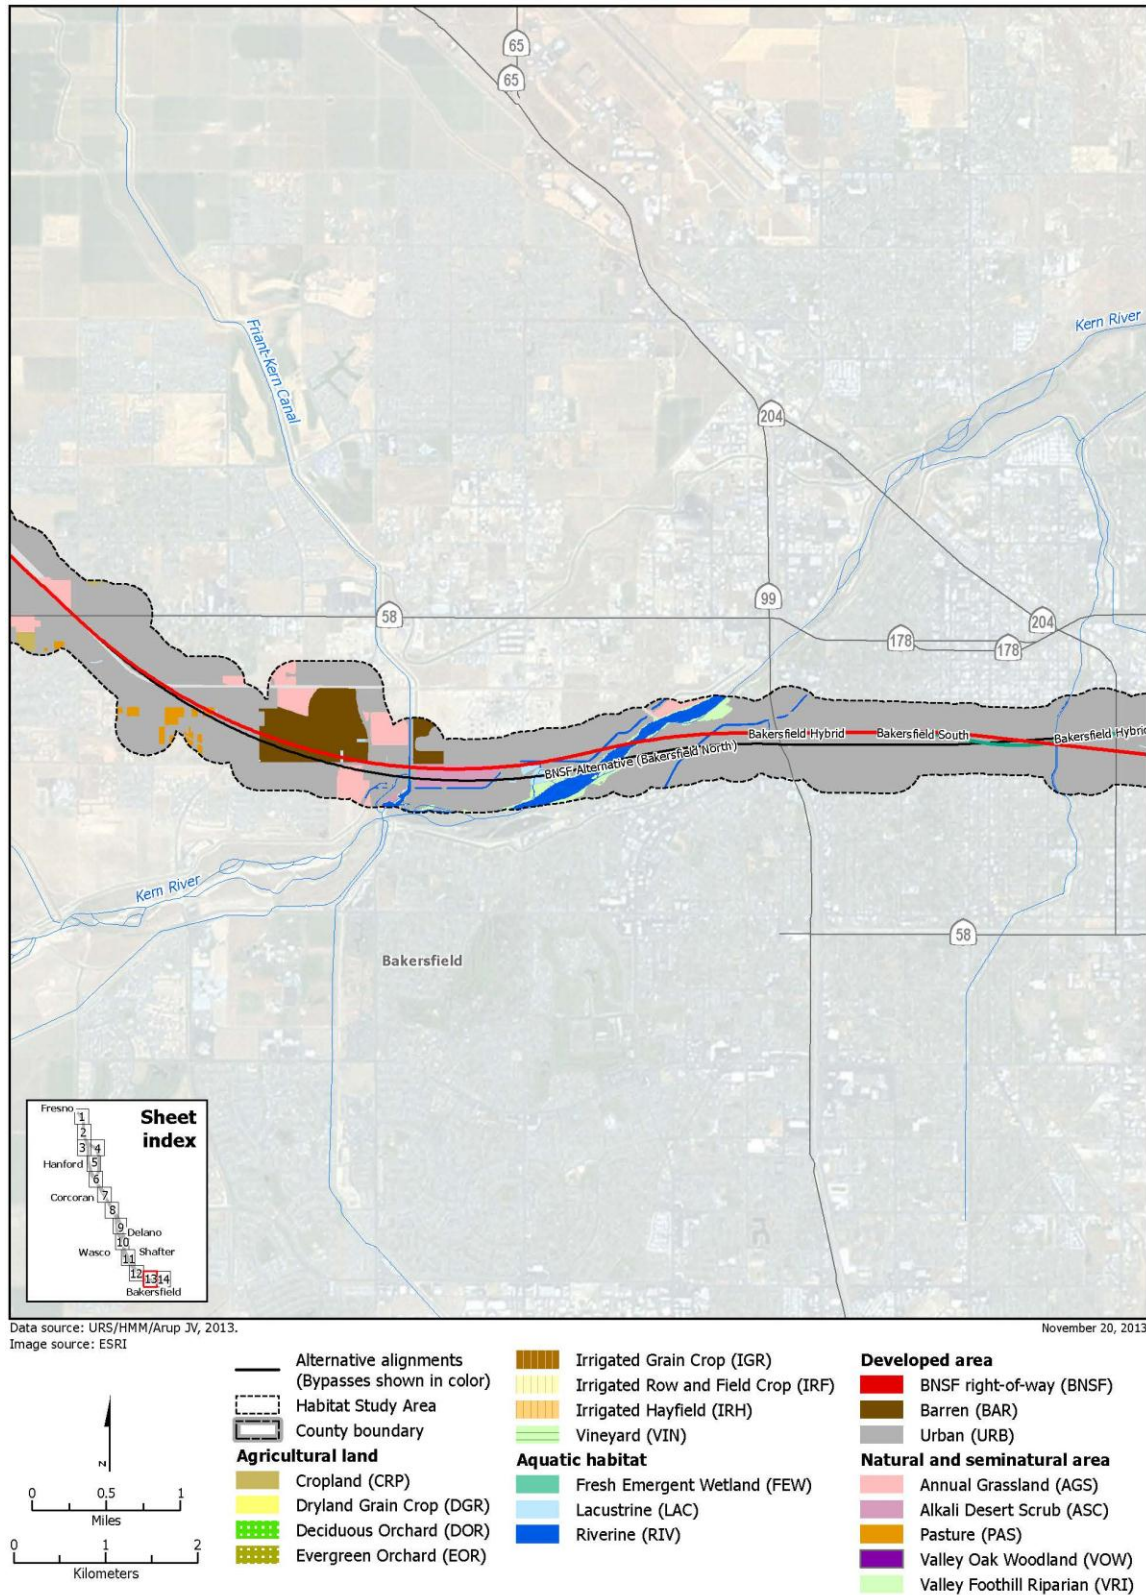 65
65
Kern River
Friant-Kern Canal
204
99
58
204
178
178
Bakersfield Hybrid
Bakersfield South
Bakersfield Hybrid
BNSF Alternative (Bakersfield North)
Kern River
58
Bakersfield
Sheet
index
Fresno
1
2
3
4
Hanford
5
6
Corcoran
7
8
9
Delano
10
Wasco
11
Shafter
12
13
14
Bakersfield
Data source: URS/HMM/Arup JV, 2013.
November 20, 2013
Image source: ESRI
N
0 0.5 1
Miles
0 1 2
Kilometers
Alternative alignments
(Bypasses shown in color)
Habitat Study Area
County boundary
Agricultural land
Cropland (CRP)
Dryland Grain Crop (DGR)
Deciduous Orchard (DOR)
Evergreen Orchard (EOR)
Irrigated Grain Crop (IGR)
Irrigated Row and Field Crop (IRF)
Irrigated Hayfield (IRH)
Vineyard (VIN)
Aquatic habitat
Fresh Emergent Wetland (FEW)
Lacustrine (LAC)
Riverine (RIV)
Developed area
BNSF right-of-way (BNSF)
Barren (BAR)
Urban (URB)
Natural and seminatural area
Annual Grassland (AGS)
Alkali Desert Scrub (ASC)
Pasture (PAS)
Valley Oak Woodland (VOW)
Valley Foothill Riparian (VRI)